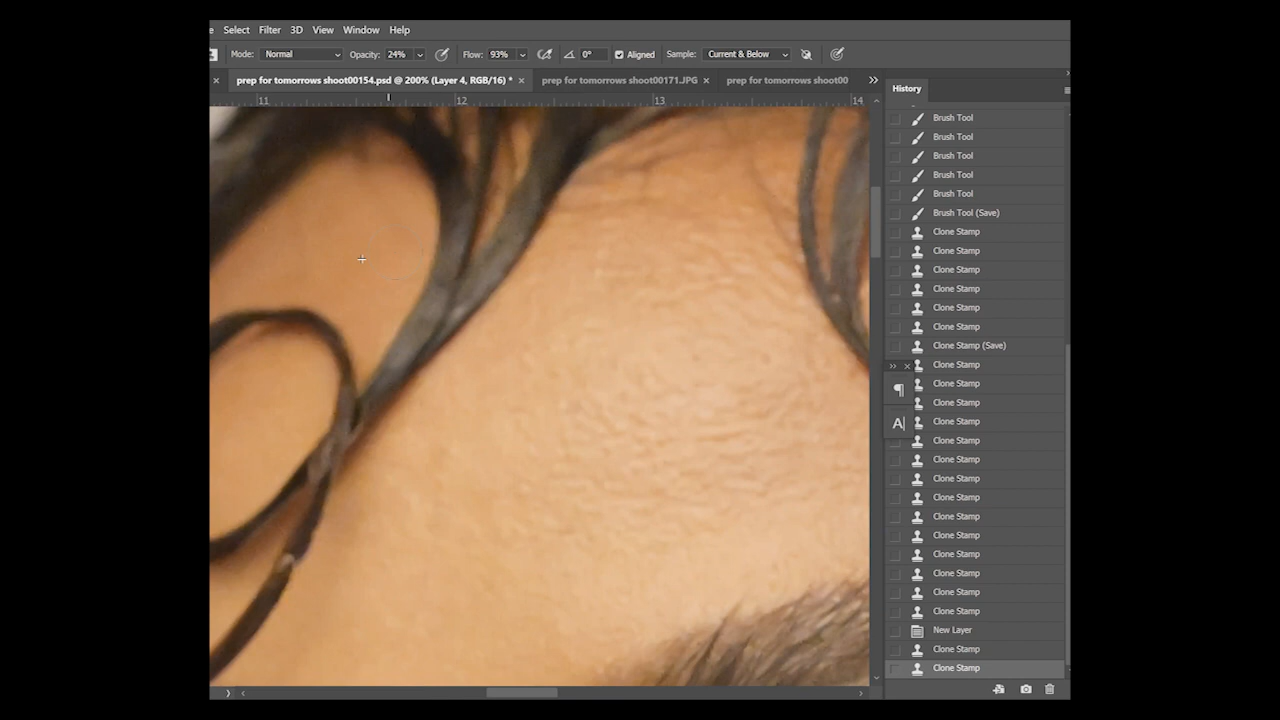 e Select Filter 3D View Window Help
Mode: Normal Opacity: 24% Flow: 93% 0° Aligned Sample: Current & Below
× prep for tomorrows shoot00154.psd @ 200% (Layer 4, RGB/16) * × prep for tomorrows shoot00171.JPG × prep for tomorrows shoot00 »
History
11 12 13 14
Brush Tool
Brush Tool
Brush Tool
Brush Tool
Brush Tool
Brush Tool (Save)
Clone Stamp
Clone Stamp
Clone Stamp
Clone Stamp
Clone Stamp
Clone Stamp
Clone Stamp (Save)
Clone Stamp
Clone Stamp
Clone Stamp
Clone Stamp
Clone Stamp
Clone Stamp
Clone Stamp
Clone Stamp
Clone Stamp
Clone Stamp
Clone Stamp
Clone Stamp
Clone Stamp
Clone Stamp
New Layer
Clone Stamp
Clone Stamp